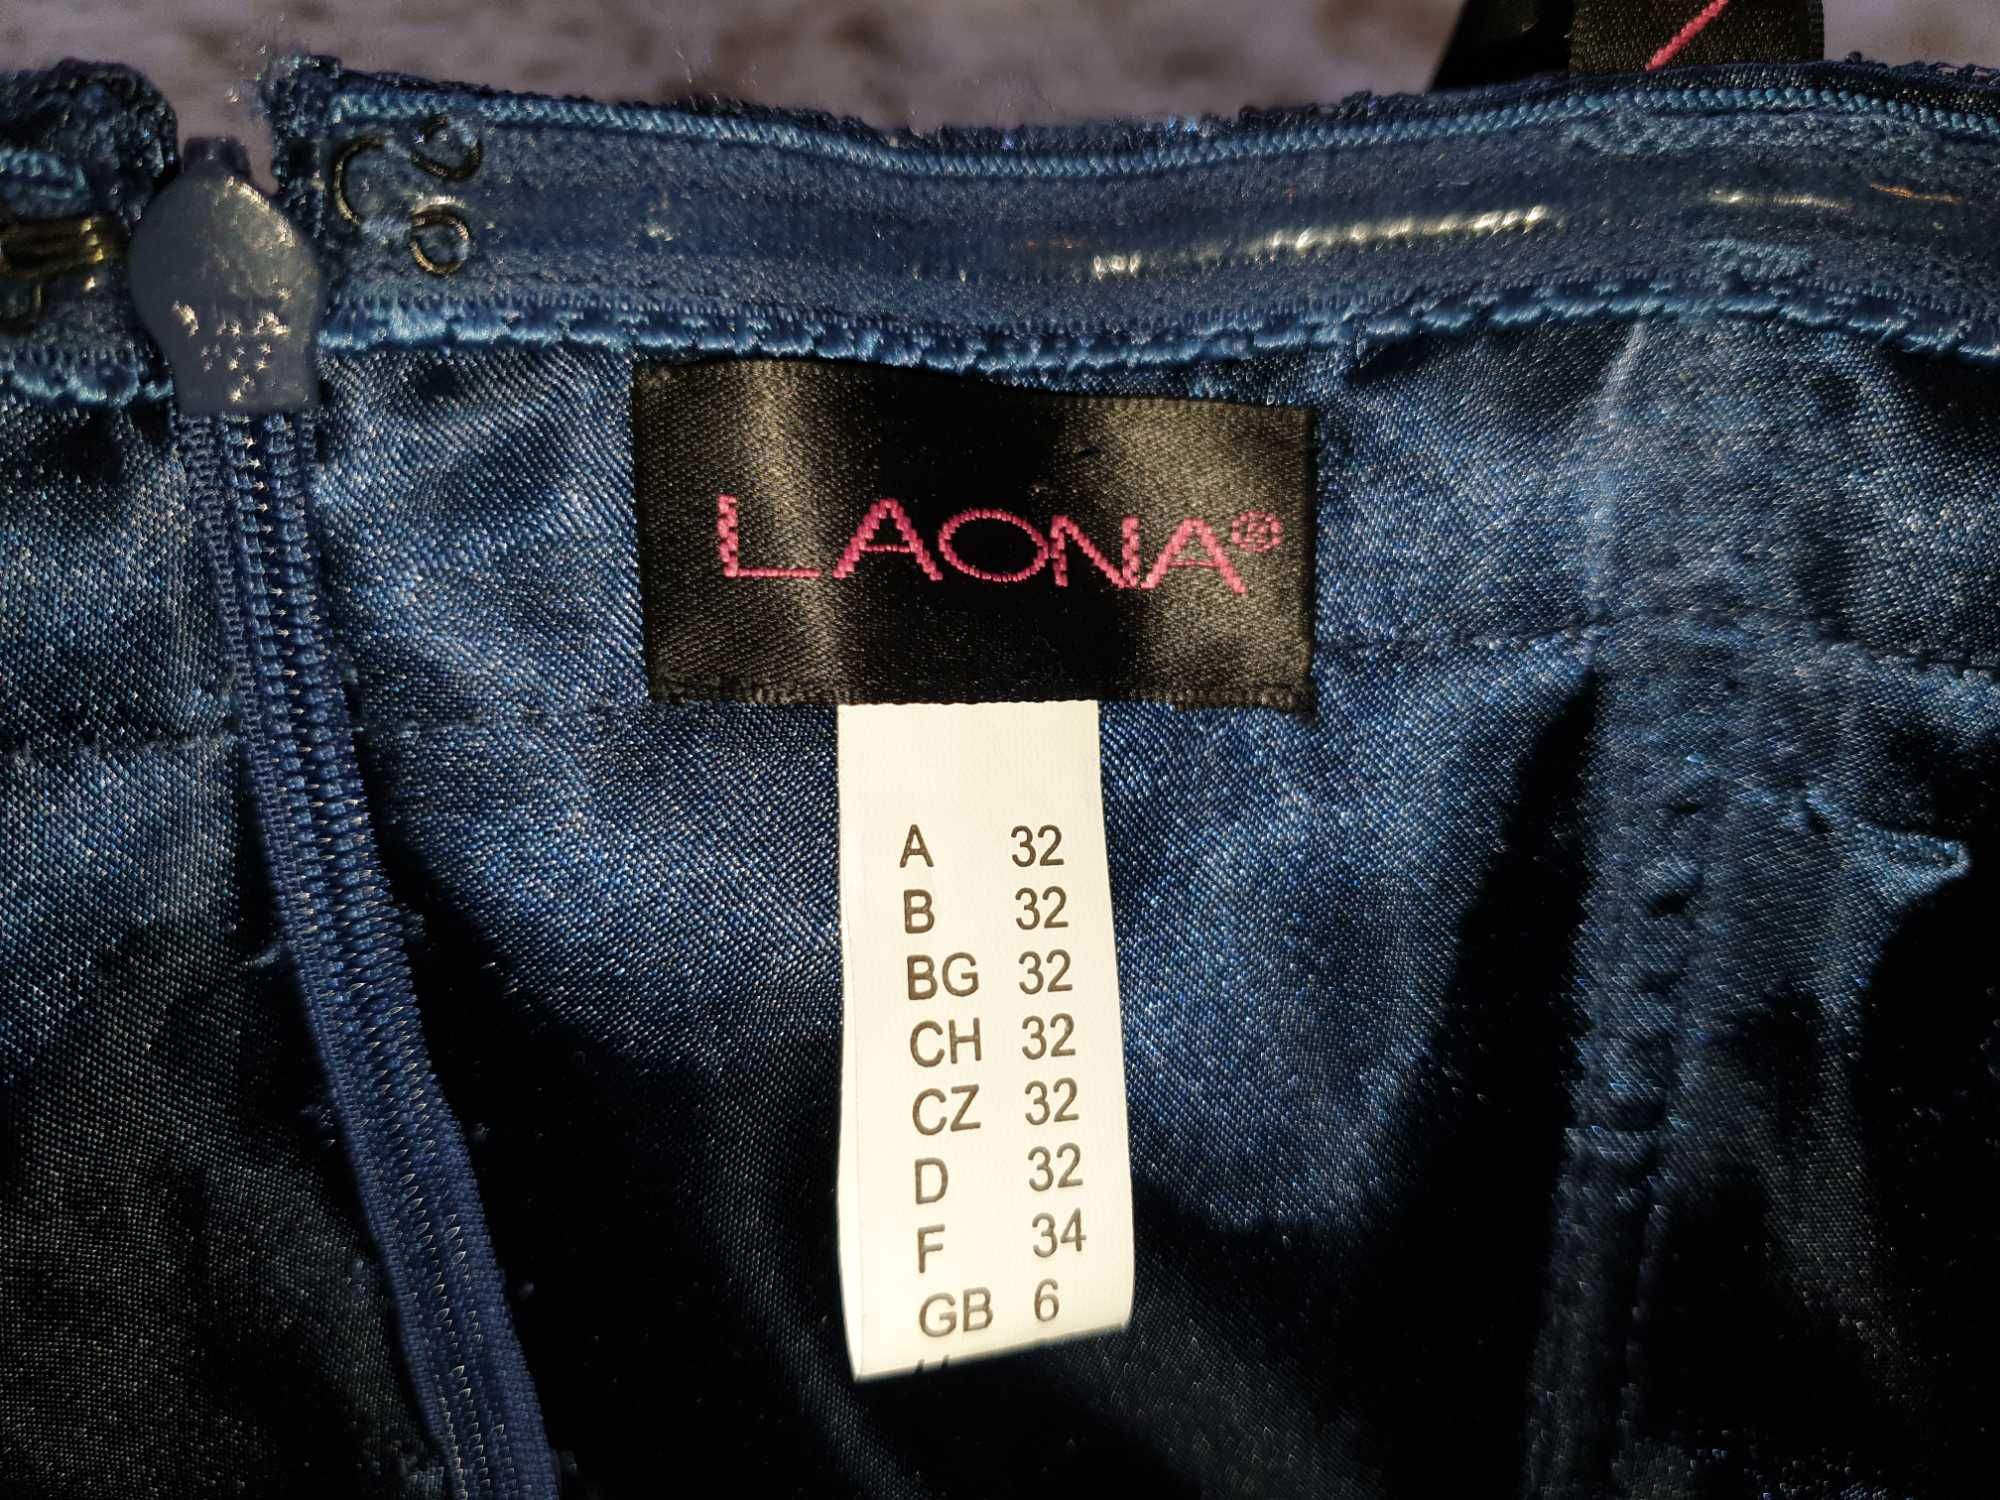 LAONA®
A 32
B 32
BG 32
CH 32
CZ 32
D 32
F 34
GB 6